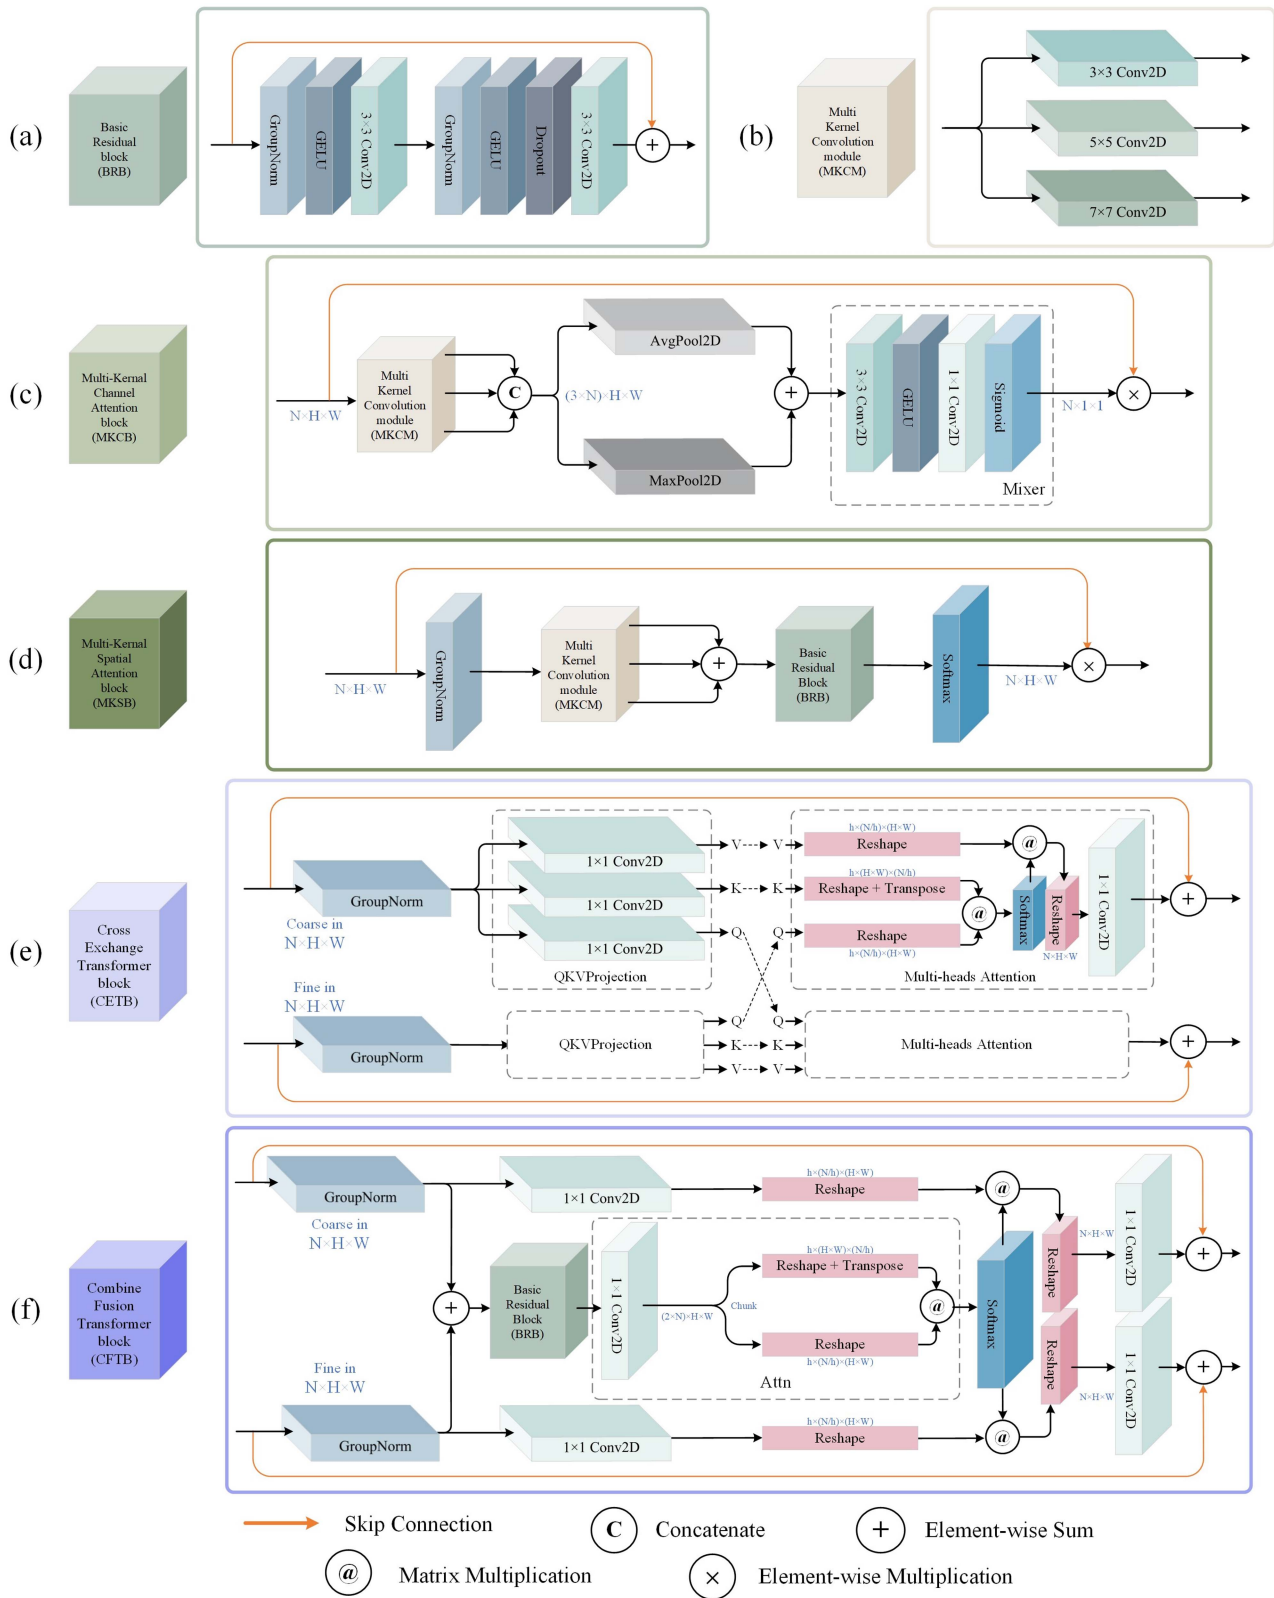 (a)
Basic
Residual
block
(BRB)
GroupNorm
GELU
3×3 Conv2D
GroupNorm
GELU
Dropout
3×3 Conv2D
+
(b)
Multi
Kernel
Convolution
module
(MKCM)
3×3 Conv2D
5×5 Conv2D
7×7 Conv2D
(c)
Multi-Kernal
Channel
Attention
block
(MKCB)
N×H×W
Multi
Kernel
Convolution
module
(MKCM)
C
(3×N)×H×W
AvgPool2D
MaxPool2D
+
3×3 Conv2D
GELU
1×1 Conv2D
Sigmoid
Mixer
N×1×1
×
(d)
Multi-Kernal
Spatial
Attention
block
(MKSB)
N×H×W
GroupNorm
Multi
Kernel
Convolution
module
(MKCM)
+
Basic
Residual
Block
(BRB)
Softmax
N×H×W
×
(e)
Cross
Exchange
Transformer
block
(CETB)
GroupNorm
Coarse in
N×H×W
Fine in
N×H×W
GroupNorm
1×1 Conv2D
1×1 Conv2D
1×1 Conv2D
QKVProjection
QKVProjection
V V
K K
Q Q
Q Q
K K
V V
h×(N/h)×(H×W)
Reshape
h×(H×W)×(N/h)
Reshape + Transpose
Reshape
h×(N/h)×(H×W)
@
@
Softmax
Reshape
N×H×W
1×1 Conv2D
Multi-heads Attention
Multi-heads Attention
+
+
(f)
Combine
Fusion
Transformer
block
(CFTB)
GroupNorm
Coarse in
N×H×W
Fine in
N×H×W
GroupNorm
+
1×1 Conv2D
Basic
Residual
Block
(BRB)
1×1 Conv2D
1×1 Conv2D
(2×N)×H×W
Chunk
h×(N/h)×(H×W)
Reshape
h×(H×W)×(N/h)
Reshape + Transpose
Reshape
h×(N/h)×(H×W)
Attn
h×(N/h)×(H×W)
Reshape
@
@
@
Softmax
Reshape
Reshape
N×H×W
N×H×W
1×1 Conv2D
1×1 Conv2D
+
+
Skip Connection
C Concatenate
+ Element-wise Sum
@ Matrix Multiplication
× Element-wise Multiplication